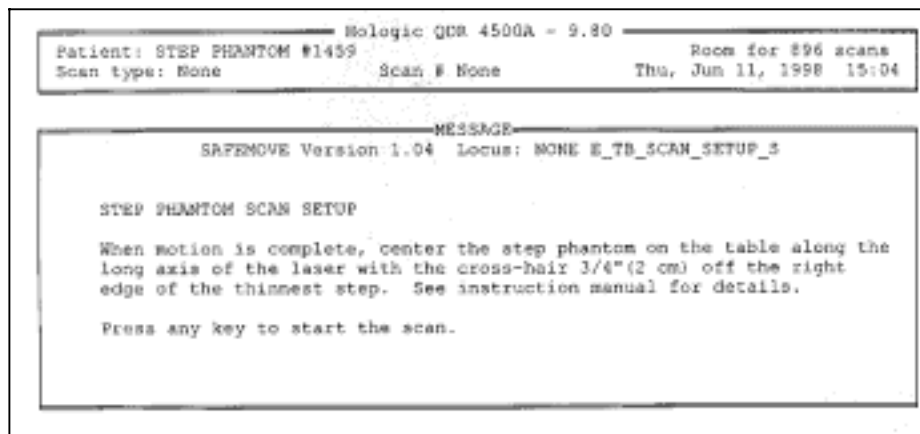 Hologic QDR 4500A - 9.80
Patient: STEP PHANTOM #1459 Room for 896 scans
Scan type: None Scan # None Thu, Jun 11, 1998 15:04
MESSAGE
SAFEMOVE Version 1.04 Locus: NONE E_TB_SCAN_SETUP_S
STEP PHANTOM SCAN SETUP
When motion is complete, center the step phantom on the table along the
long axis of the laser with the cross-hair 3/4"(2 cm) off the right
edge of the thinnest step. See instruction manual for details.
Press any key to start the scan.